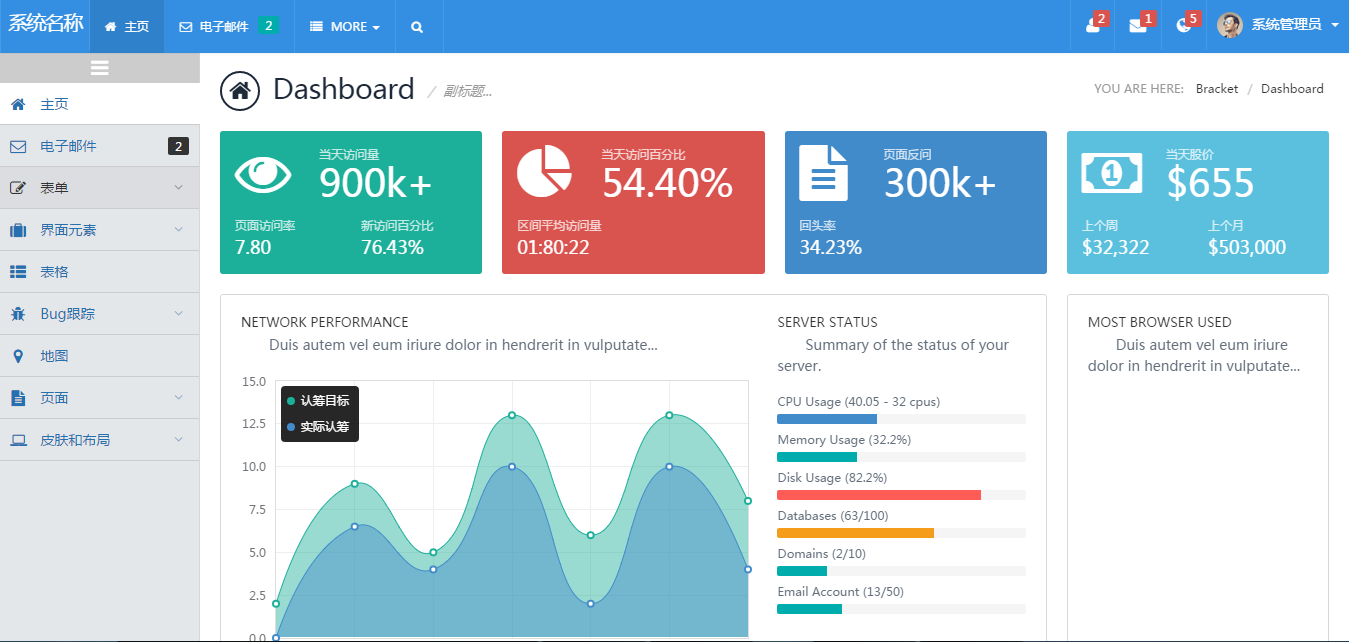 系统名称 主页 电子邮件 2 MORE 2 1 5 系统管理员
主页
电子邮件 2
表单
界面元素
表格
Bug跟踪
地图
页面
皮肤和布局
Dashboard / 副标题...
YOU ARE HERE: Bracket / Dashboard
当天访问量
900k+
页面访问率 新访问百分比
7.80 76.43%
当天访问百分比
54.40%
区间平均访问量
01:80:22
页面反问
300k+
回头率
34.23%
1
当天股价
$655
上个周 上个月
$32,322 $503,000
NETWORK PERFORMANCE
Duis autem vel eum iriure dolor in hendrerit in vulputate...
15.0
12.5
10.0
7.5
5.0
2.5
0.0
认筹目标
实际认筹
SERVER STATUS
Summary of the status of your
server.
CPU Usage (40.05 - 32 cpus)
Memory Usage (32.2%)
Disk Usage (82.2%)
Databases (63/100)
Domains (2/10)
Email Account (13/50)
MOST BROWSER USED
Duis autem vel eum iriure
dolor in hendrerit in vulputate...